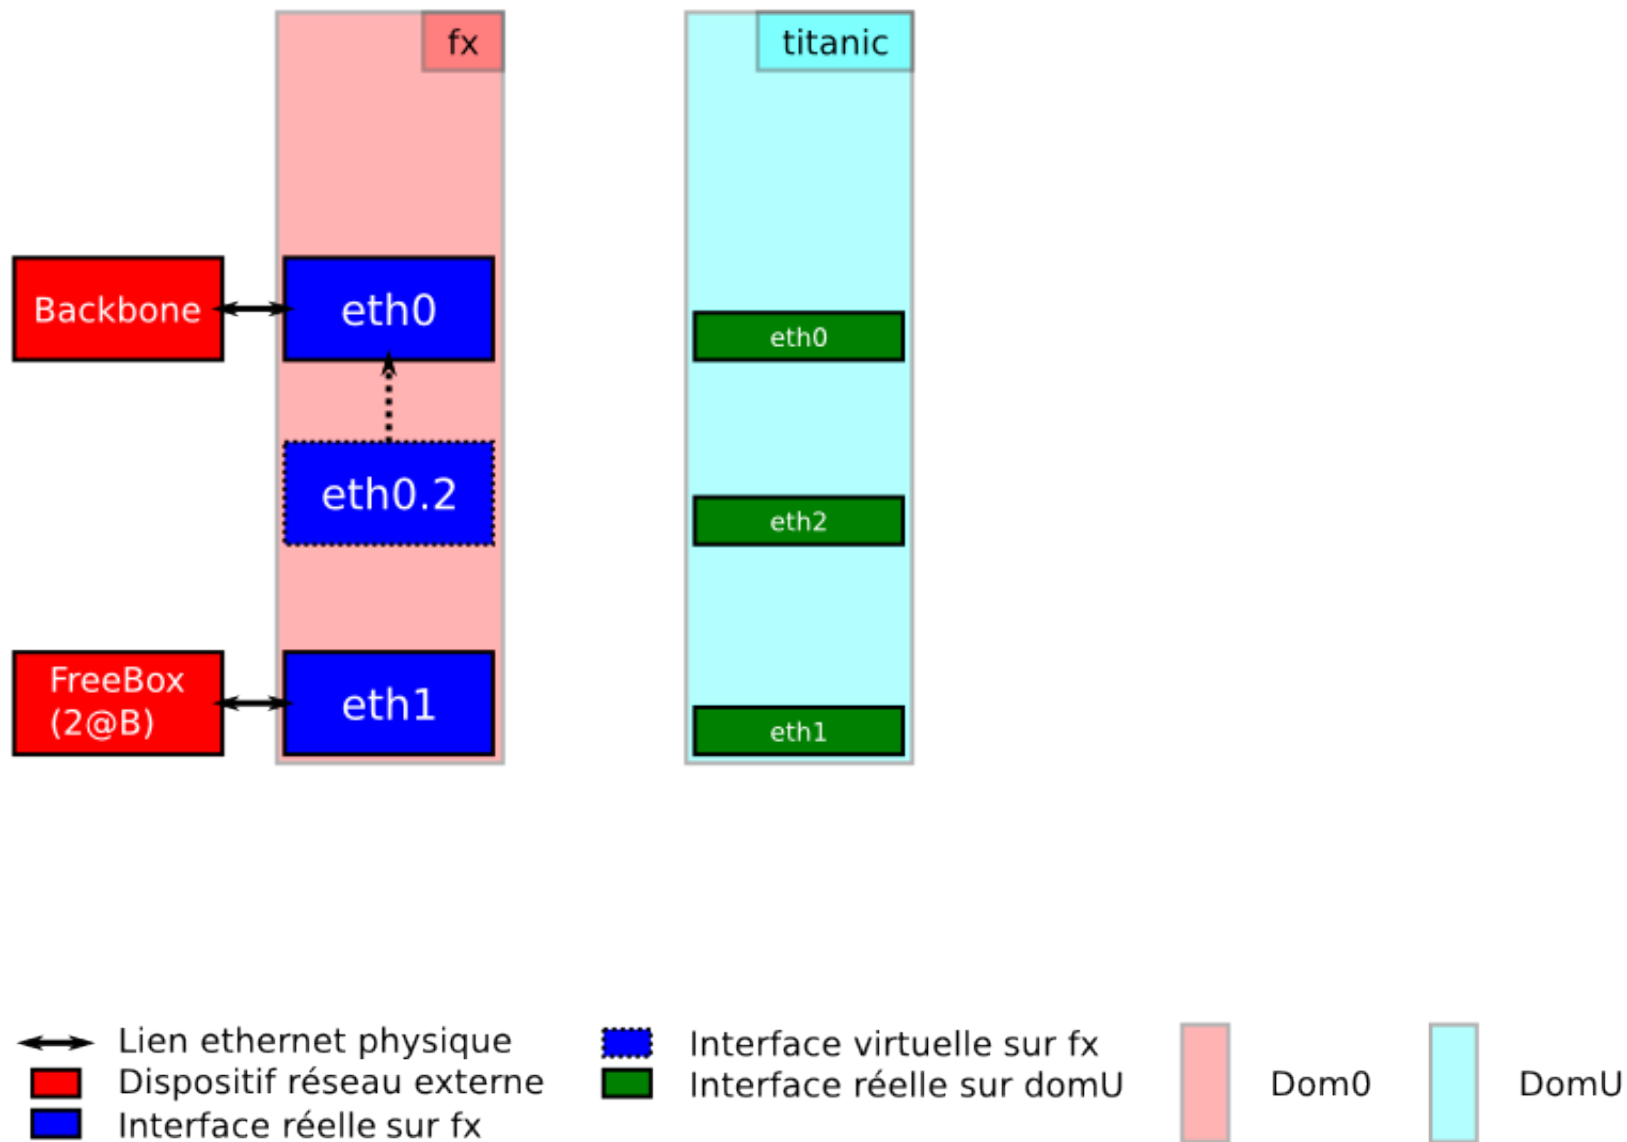 fx
titanic
Backbone
eth0
eth0
eth0.2
eth2
FreeBox
(2@B)
eth1
eth1
Lien ethernet physique
Dispositif réseau externe
Interface réelle sur fx
Interface virtuelle sur fx
Interface réelle sur domU
Dom0
DomU